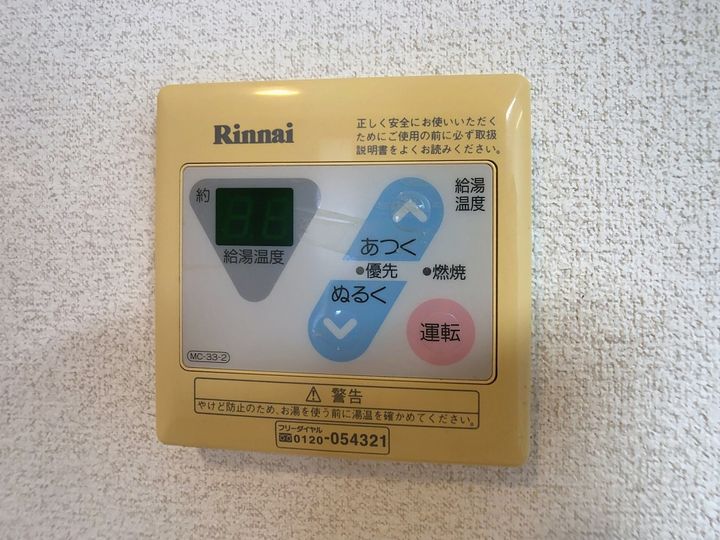 Rinnai
正しく安全にお使いいただく
ためにご使用の前に必ず取扱
説明書をよくお読みください。
約
給湯温度
給湯
温度
あつく
優先
燃焼
ぬるく
運転
MC-33-2
警告
やけど防止のため、お湯を使う前に湯温を確かめてください。
フリーダイヤル
0120-054321